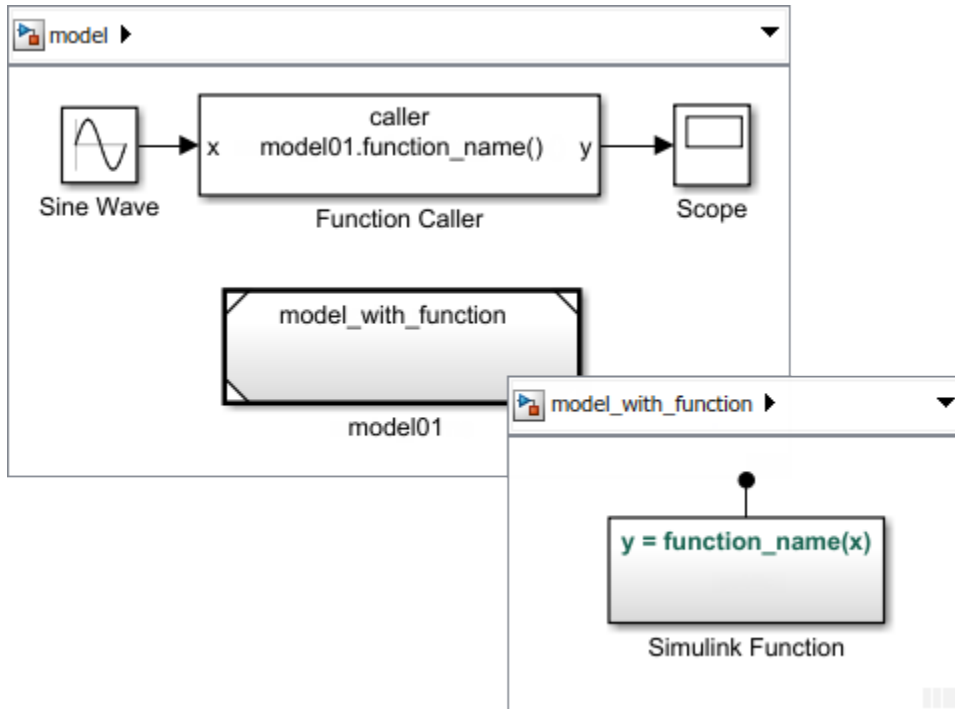 model
caller
x model01.function_name() y
Sine Wave
Function Caller
Scope
model_with_function
model01
model_with_function
y = function_name(x)
Simulink Function